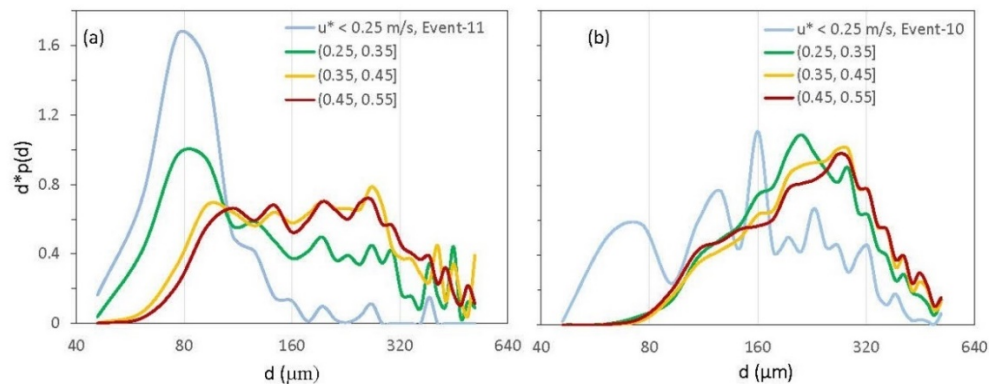 (a)
u* < 0.25 m/s, Event-11
(0.25, 0.35]
(0.35, 0.45]
(0.45, 0.55]
d*p(d)
1.6
1.2
0.8
0.4
0
40 80 160 320 640
d (μm)
(b)
u* < 0.25 m/s, Event-10
(0.25, 0.35]
(0.35, 0.45]
(0.45, 0.55]
40 80 160 320 640
d (μm)